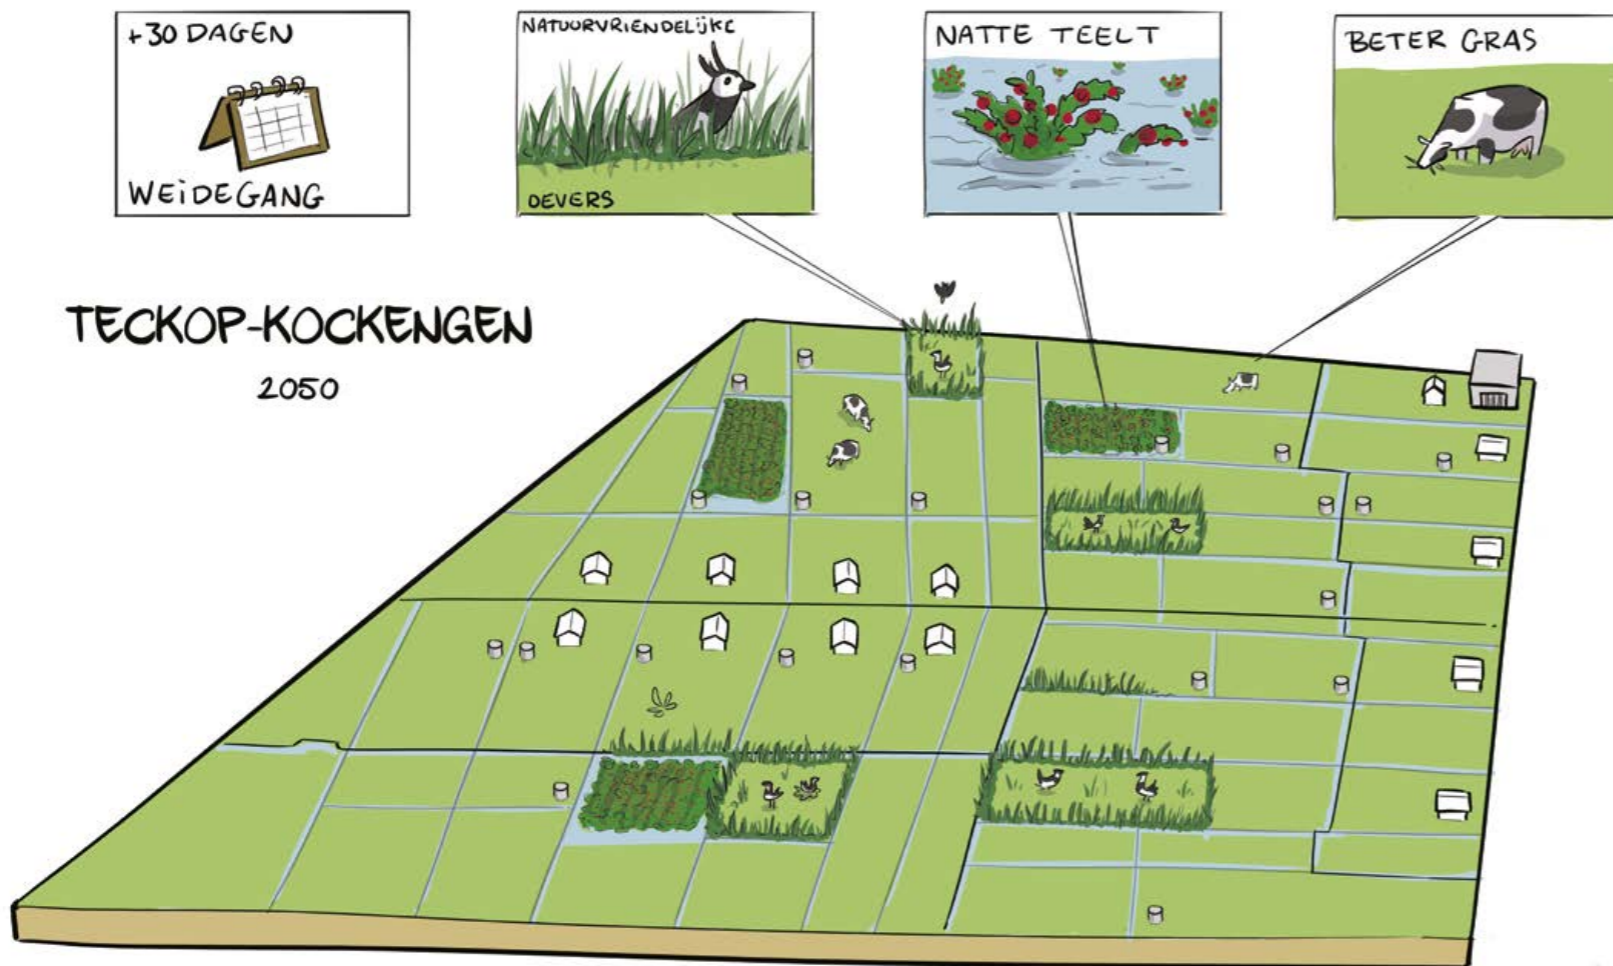 +30 DAGEN
WEIDEGANG
NATUURVRIENDELIJKE
OEVERS
NATTE TEELT
BETER GRAS
TECKOP-KOCKENGEN
2050